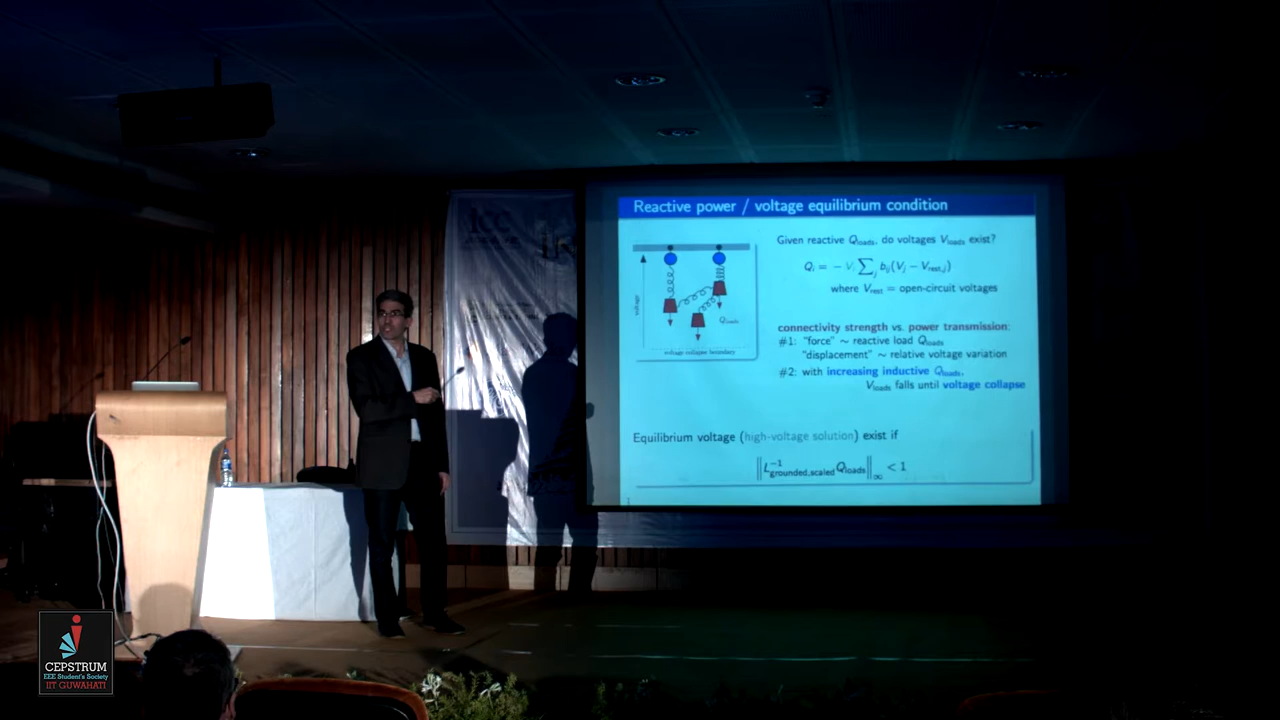 icc
Reactive power / voltage equilibrium condition
voltage
Q_loads
voltage collapse boundary
Given reactive Q_loads, do voltages V_loads exist?
Q_i = − V_i ∑_j b_ij(V_j − V_rest,j)
where V_rest = open-circuit voltages
connectivity strength vs. power transmission:
#1: "force" ~ reactive load Q_loads
"displacement" ~ relative voltage variation
#2: with increasing inductive Q_loads,
V_loads falls until voltage collapse
Equilibrium voltage (high-voltage solution) exist if
‖L⁻¹_grounded,scaled Q_loads‖_∞ < 1
CEPSTRUM
EEE Student's Society
IIT GUWAHATI